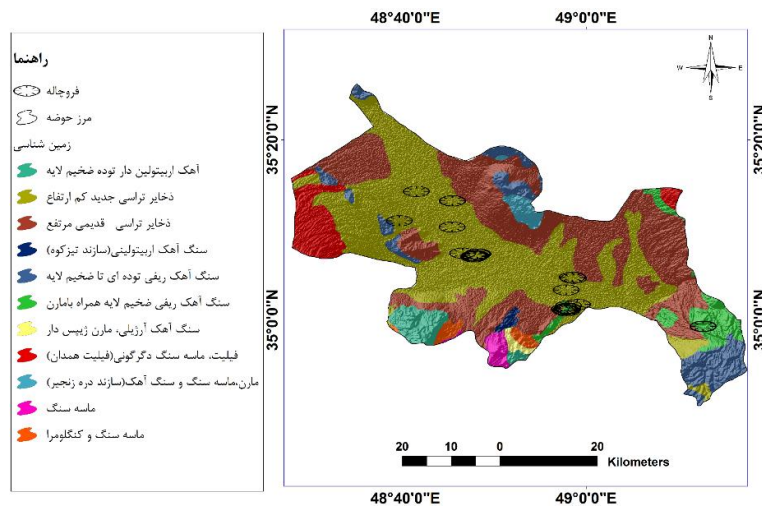 48°40'0"E 49°0'0"E
راهنما
فروچاله
مرز حوضه
زمین شناسی
آهک اربیتولین دار توده ضخیم لایه
ذخایر تراسی جدید کم ارتفاع
ذخایر تراسی قدیمی مرتفع
سنگ آهک اربیتولینی(سازند تیزکوه)
سنگ آهک ریفی توده ای تا ضخیم لایه
سنگ آهک ریفی ضخیم لایه همراه بامارن
سنگ آهک آرژیلی، مارن ژیپس دار
فیلیت، ماسه سنگ دگرگونی(فیلیت همدان)
مارن،ماسه سنگ و سنگ آهک(سازند دره زنجیر)
ماسه سنگ
ماسه سنگ و کنگلومرا
N
W E
S
35°20'0"N 35°20'0"N
35°0'0"N 35°0'0"N
20 10 0 20
Kilometers
48°40'0"E 49°0'0"E